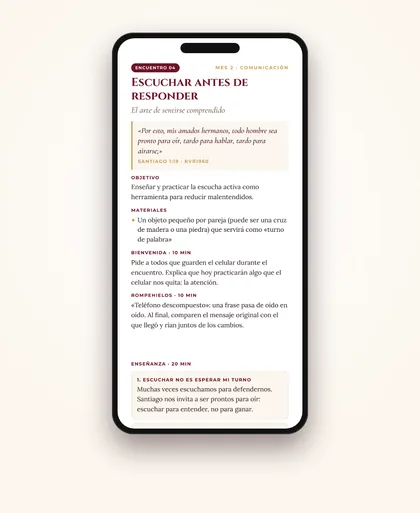 ENCUENTRO 04
MES 2 · COMUNICACIÓN
Escuchar antes de
responder
El arte de sentirse comprendido
«Por esto, mis amados hermanos, todo hombre sea
pronto para oír, tardo para hablar, tardo para
airarse;»
SANTIAGO 1:19 · RVR1960
OBJETIVO
Enseñar y practicar la escucha activa como
herramienta para reducir malentendidos.
MATERIALES
Un objeto pequeño por pareja (puede ser una cruz
de madera o una piedra) que servirá como «turno
de palabra»
BIENVENIDA · 10 MIN
Pide a todos que guarden el celular durante el
encuentro. Explica que hoy practicarán algo que el
celular nos quita: la atención.
ROMPEHIELOS · 10 MIN
«Teléfono descompuesto»: una frase pasa de oído en
oído. Al final, comparen el mensaje original con el
que llegó y rían juntos de los cambios.
ENSEÑANZA · 20 MIN
1. ESCUCHAR NO ES ESPERAR MI TURNO
Muchas veces escuchamos para defendernos.
Santiago nos invita a ser prontos para oír:
escuchar para entender, no para ganar.